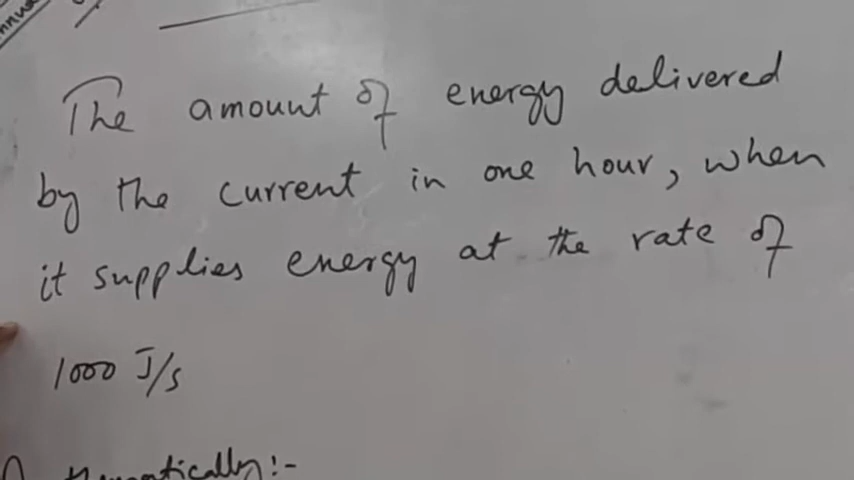 The amount of energy delivered
by the current in one hour, when
it supplies energy at the rate of
1000 J/s